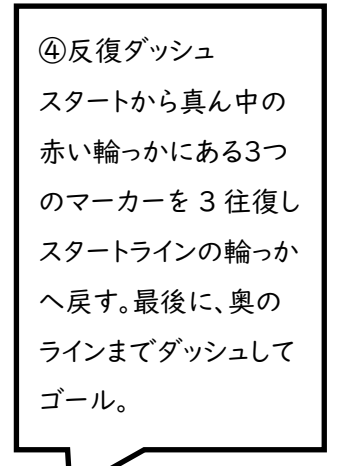 ④反復ダッシュ
スタートから真ん中の
赤い輪っかにある3つ
のマーカーを 3 往復し
スタートラインの輪っか
へ戻す。最後に、奥の
ラインまでダッシュして
ゴール。